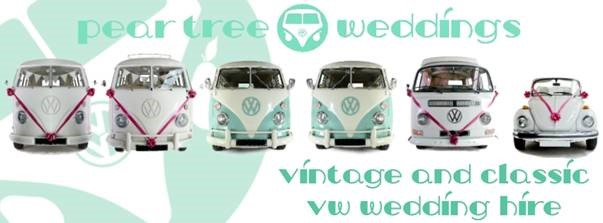 pear tree weddings
vintage and classic
vw wedding hire